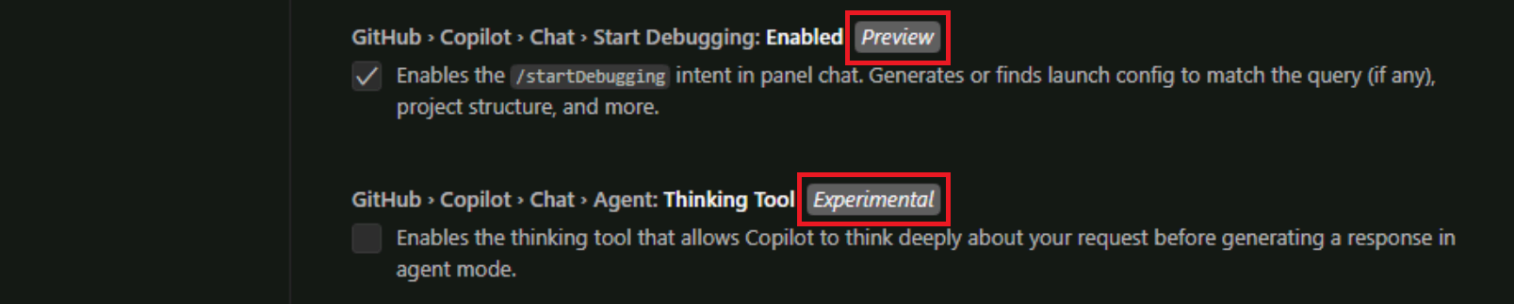 GitHub › Copilot › Chat › Start Debugging: Enabled Preview
Enables the /startDebugging intent in panel chat. Generates or finds launch config to match the query (if any),
project structure, and more.
GitHub › Copilot › Chat › Agent: Thinking Tool Experimental
Enables the thinking tool that allows Copilot to think deeply about your request before generating a response in
agent mode.